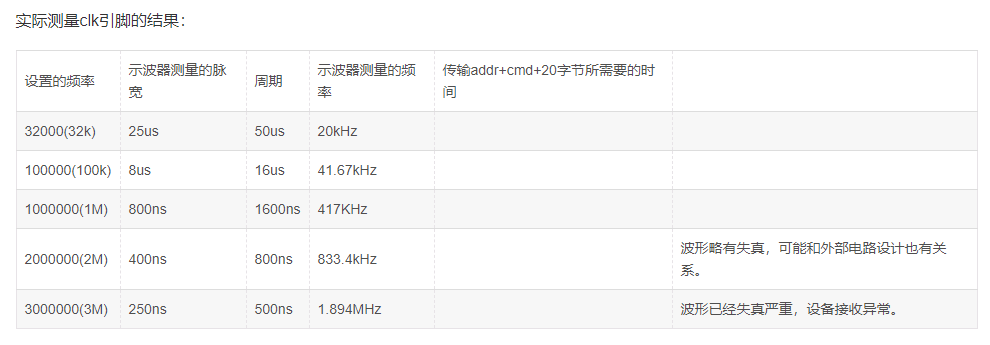 实际测量clk引脚的结果：
设置的频率 示波器测量的脉宽 周期 示波器测量的频率 传输addr+cmd+20字节所需要的时间
32000(32k) 25us 50us 20kHz
100000(100k) 8us 16us 41.67kHz
1000000(1M) 800ns 1600ns 417KHz
2000000(2M) 400ns 800ns 833.4kHz 波形略有失真，可能和外部电路设计也有关系。
3000000(3M) 250ns 500ns 1.894MHz 波形已经失真严重，设备接收异常。